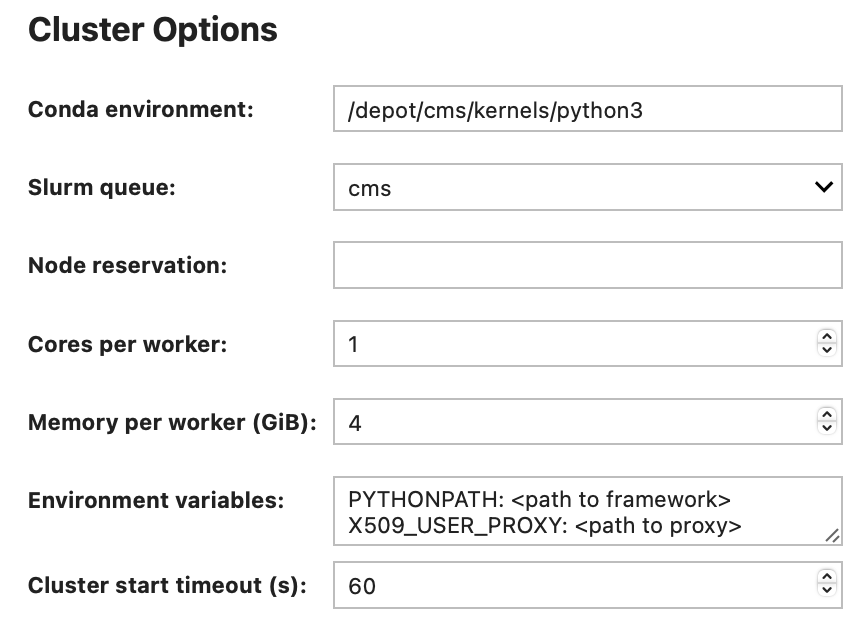 Cluster Options
Conda environment: /depot/cms/kernels/python3
Slurm queue: cms
Node reservation:
Cores per worker: 1
Memory per worker (GiB): 4
Environment variables: PYTHONPATH: <path to framework>
X509_USER_PROXY: <path to proxy>
Cluster start timeout (s): 60